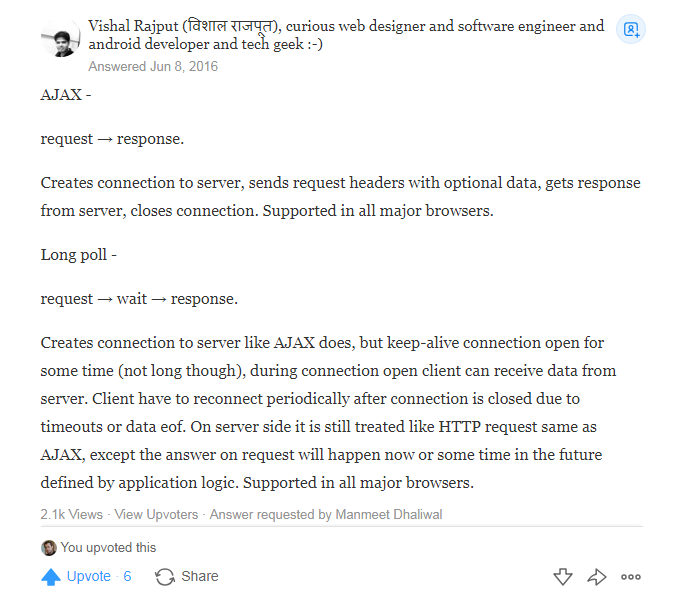 Vishal Rajput (विशाल राजपूत), curious web designer and software engineer and
android developer and tech geek :-)
Answered Jun 8, 2016
AJAX -
request → response.
Creates connection to server, sends request headers with optional data, gets response
from server, closes connection. Supported in all major browsers.
Long poll -
request → wait → response.
Creates connection to server like AJAX does, but keep-alive connection open for
some time (not long though), during connection open client can receive data from
server. Client have to reconnect periodically after connection is closed due to
timeouts or data eof. On server side it is still treated like HTTP request same as
AJAX, except the answer on request will happen now or some time in the future
defined by application logic. Supported in all major browsers.
2.1k Views · View Upvoters · Answer requested by Manmeet Dhaliwal
You upvoted this
Upvote · 6 Share